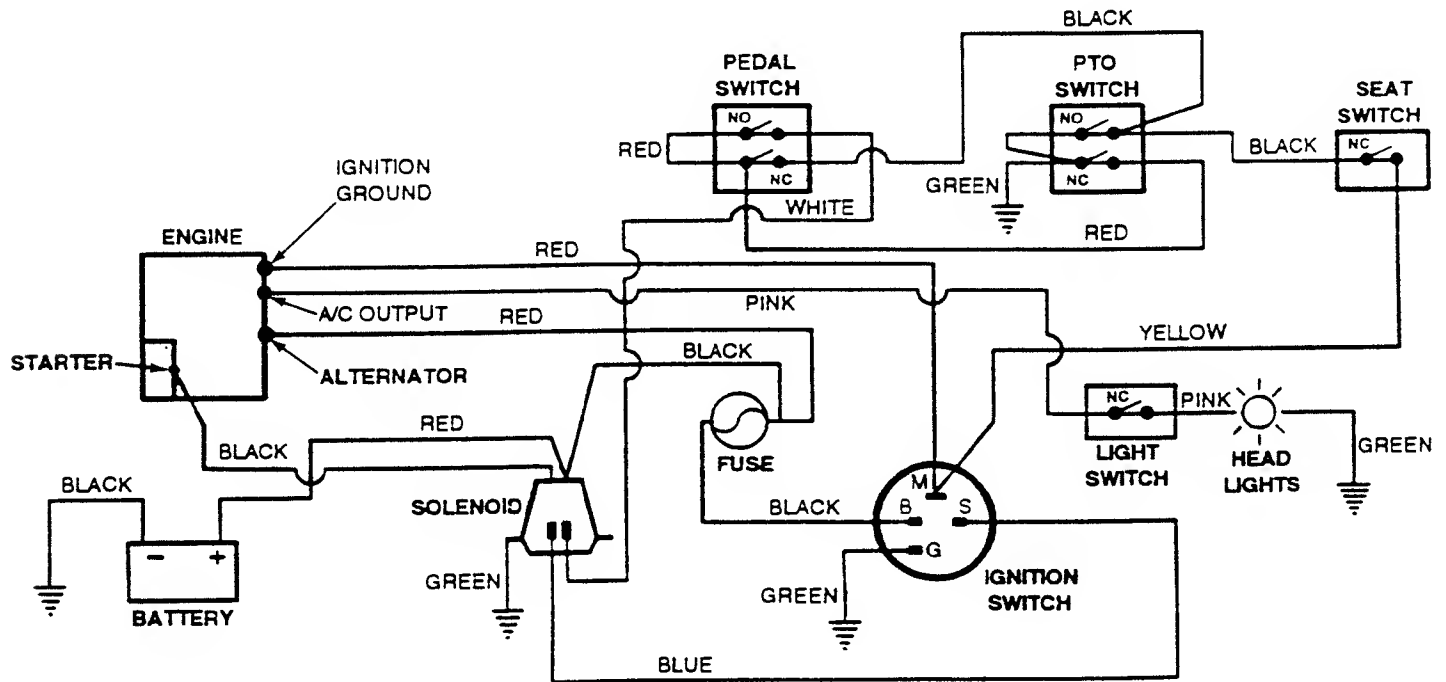 BLACK
PEDAL
SWITCH
PTO
SWITCH
SEAT
SWITCH
NO
NC
RED
NO
NC
GREEN
BLACK
NC
WHITE
RED
IGNITION
GROUND
ENGINE
RED
A/C OUTPUT
PINK
RED
YELLOW
STARTER
ALTERNATOR
BLACK
NC
PINK
LIGHT
SWITCH
HEAD
LIGHTS
GREEN
FUSE
RED
BLACK
BLACK
SOLENOID
M
B
S
G
BLACK
- +
BATTERY
GREEN
GREEN
IGNITION
SWITCH
BLUE